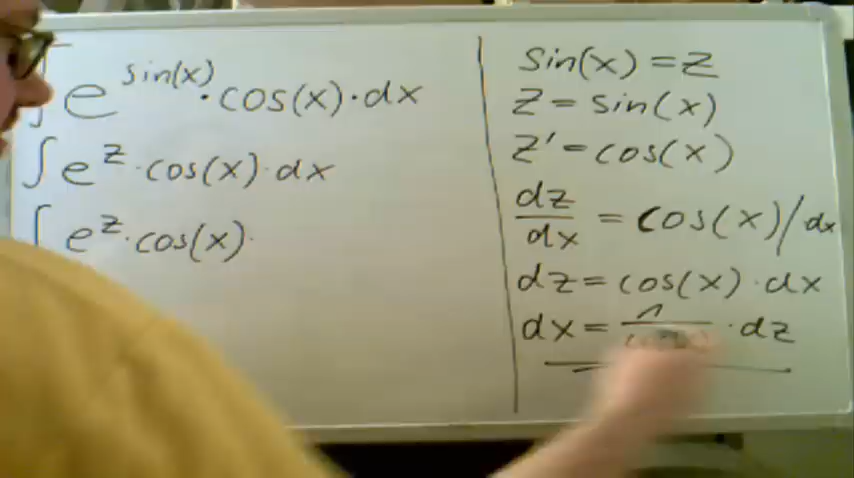 ∫ e^sin(x) · cos(x) · dx
∫ e^z · cos(x) · dx
∫ e^z · cos(x) ·
sin(x) = z
z = sin(x)
z' = cos(x)
dz/dx = cos(x) / dx
dz = cos(x) · dx
dx = 1/ · dz